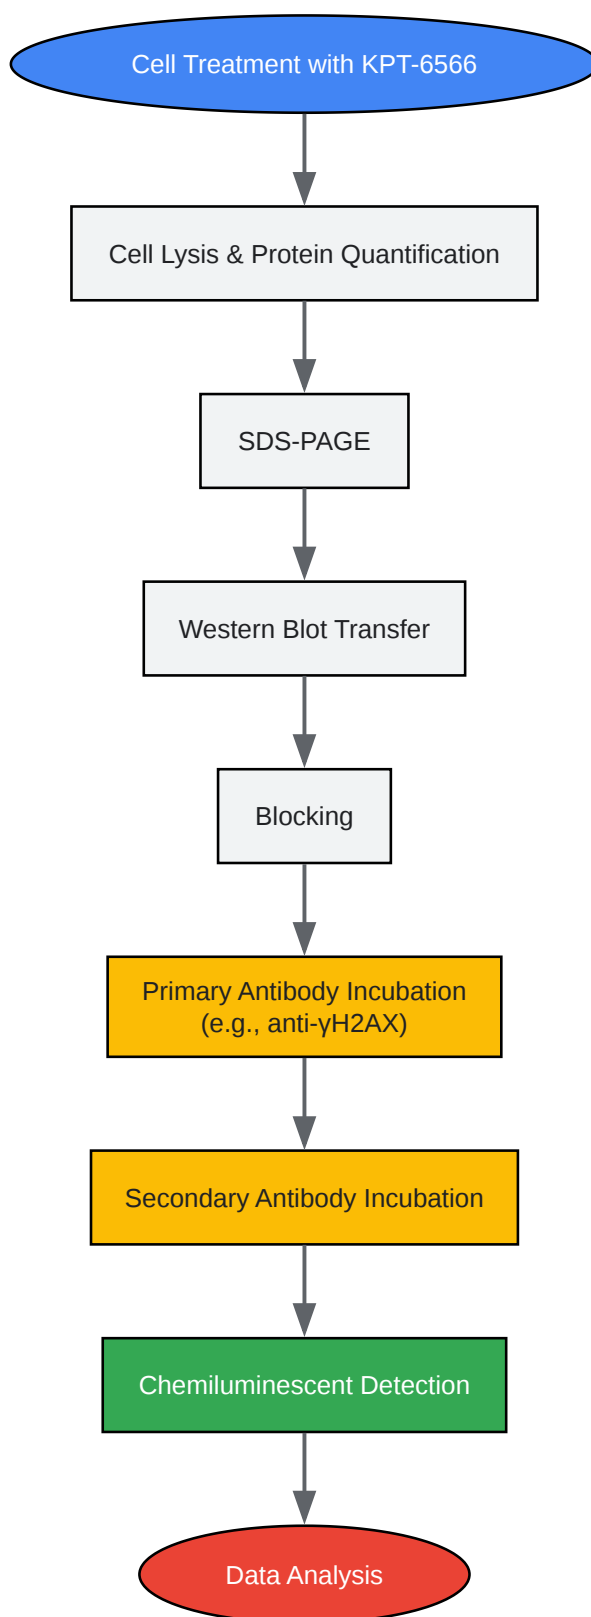 Cell Treatment with KPT-6566
Cell Lysis & Protein Quantification
SDS-PAGE
Western Blot Transfer
Blocking
Primary Antibody Incubation
(e.g., anti-γH2AX)
Secondary Antibody Incubation
Chemiluminescent Detection
Data Analysis